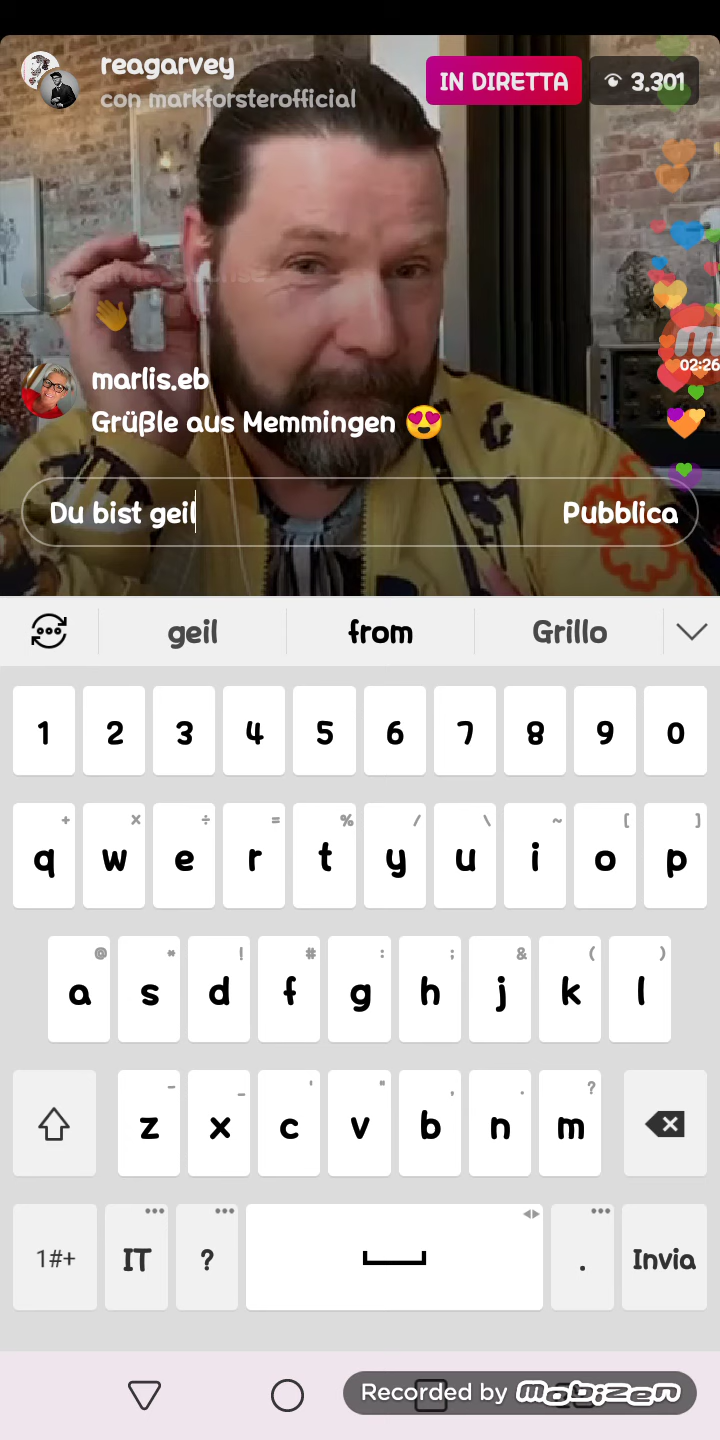 reagarvey
con markforsterofficial
IN DIRETTA
3.301
02:26
marlis.eb
Grüßle aus Memmingen 😍
Du bist geil
Pubblica
geil
from
Grillo
1 2 3 4 5 6 7 8 9 0
+ × ÷ = % / \ ~ [ ]
q w e r t y u i o p
@ * ! # : ; & ( )
a s d f g h j k l
- _ ' " , . ?
z x c v b n m
1#+ IT ? . Invia
Recorded by mobizen